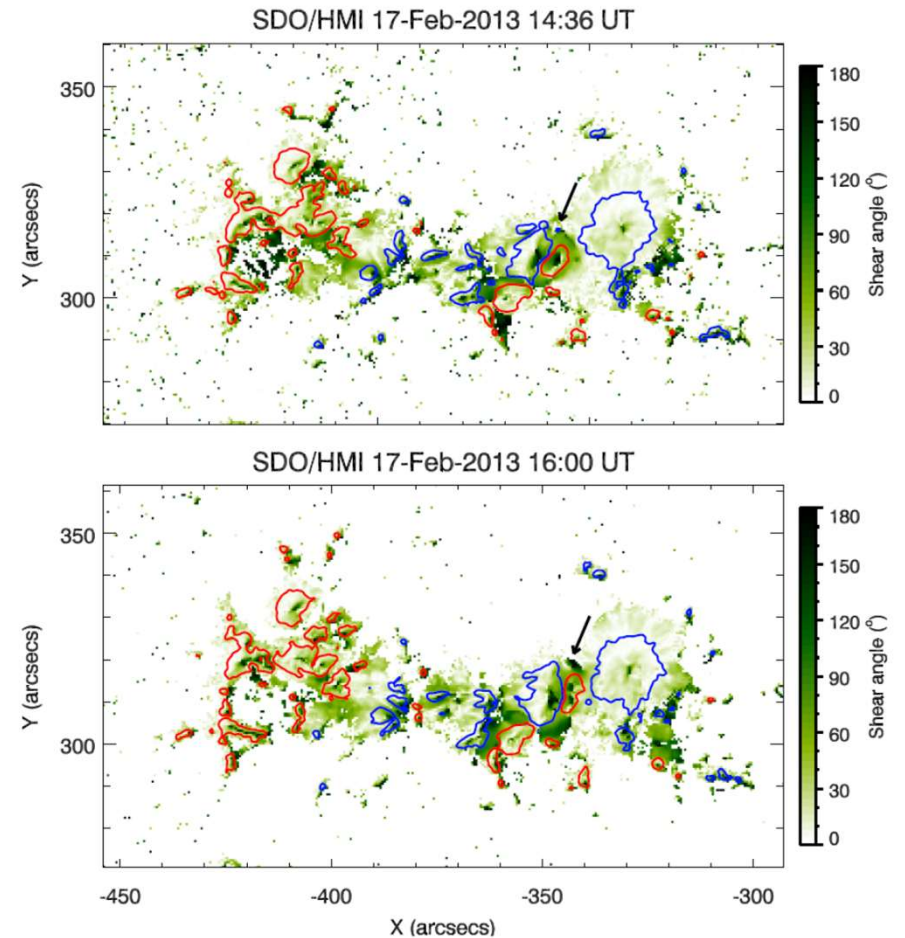 SDO/HMI 17-Feb-2013 14:36 UT
350
300
Y (arcsecs)
180
150
120
90
60
30
0
Shear angle (°)
SDO/HMI 17-Feb-2013 16:00 UT
350
300
Y (arcsecs)
180
150
120
90
60
30
0
Shear angle (°)
-450 -400 -350 -300
X (arcsecs)